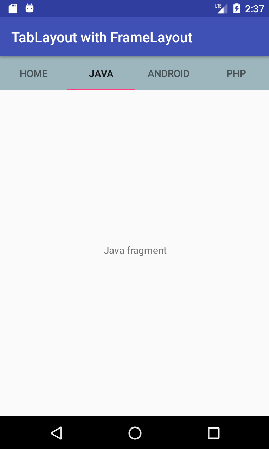 2:37
TabLayout with FrameLayout
HOME JAVA ANDROID PHP
Java fragment